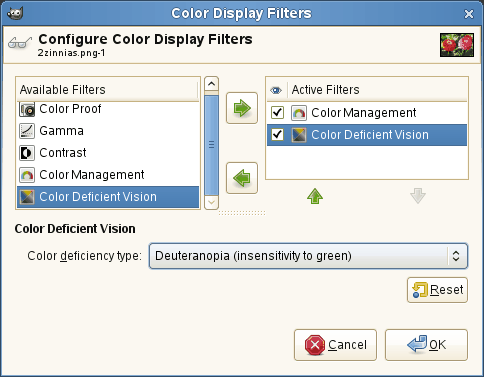 Color Display Filters
Configure Color Display Filters
2zinnias.png-1
Available Filters
Color Proof
Gamma
Contrast
Color Management
Color Deficient Vision
Active Filters
Color Management
Color Deficient Vision
Color Deficient Vision
Color deficiency type:
Deuteranopia (insensitivity to green)
Reset
Cancel
OK